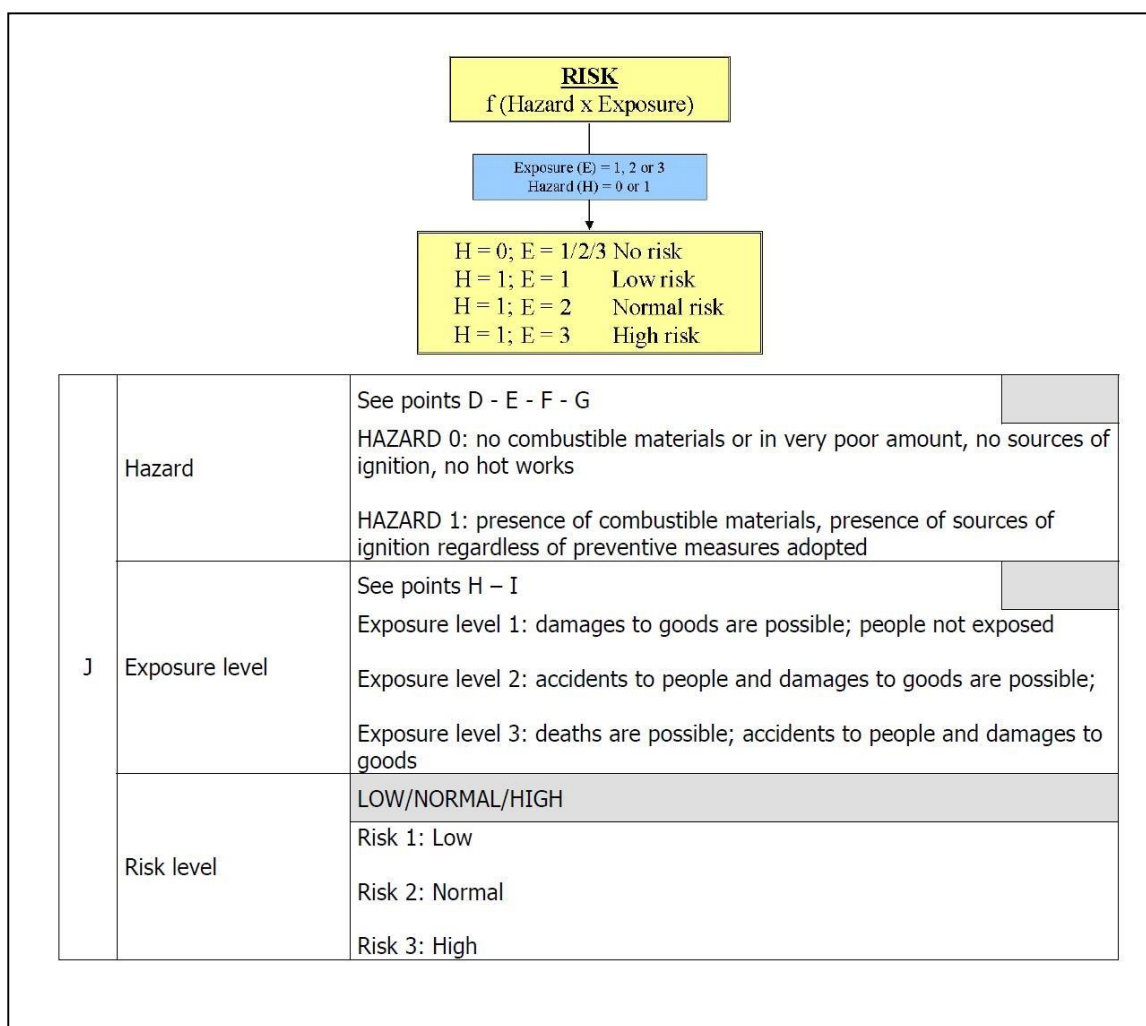 RISK
f (Hazard x Exposure)
Exposure (E) = 1, 2 or 3
Hazard (H) = 0 or 1
H = 0; E = 1/2/3 No risk
H = 1; E = 1 Low risk
H = 1; E = 2 Normal risk
H = 1; E = 3 High risk
J
Hazard
See points D - E - F - G
HAZARD 0: no combustible materials or in very poor amount, no sources of
ignition, no hot works
HAZARD 1: presence of combustible materials, presence of sources of
ignition regardless of preventive measures adopted
Exposure level
See points H – I
Exposure level 1: damages to goods are possible; people not exposed
Exposure level 2: accidents to people and damages to goods are possible;
Exposure level 3: deaths are possible; accidents to people and damages to
goods
Risk level
LOW/NORMAL/HIGH
Risk 1: Low
Risk 2: Normal
Risk 3: High